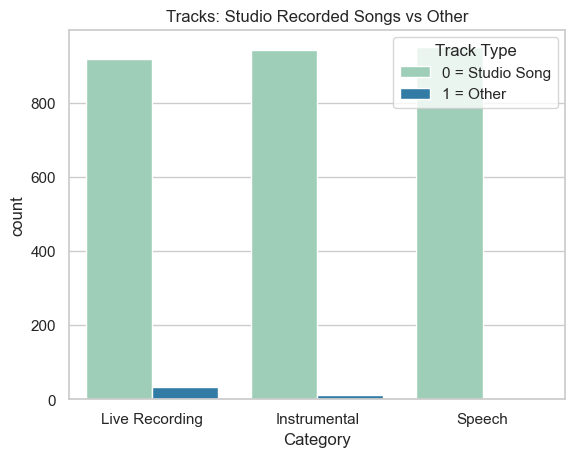 Tracks: Studio Recorded Songs vs Other
Track Type
0 = Studio Song
1 = Other
800
600
400
200
0
count
Live Recording
Instrumental
Speech
Category